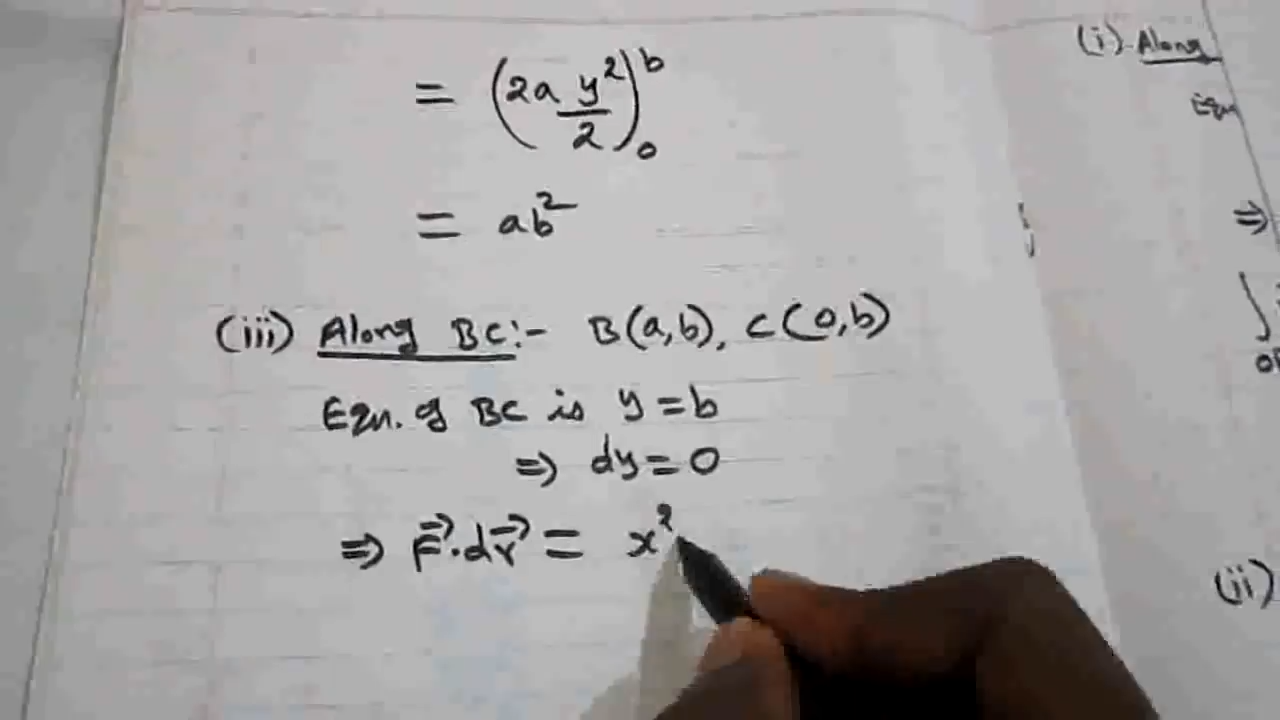 = (2a y²/2)₀ᵇ
= ab²
(iii) Along BC:- B(a,b), C(0,b)
Eqn. of BC is y = b
⇒ dy = 0
⇒ F⃗.dr⃗ = x²
(i) Along
Eqn
⇒
∫
(ii)